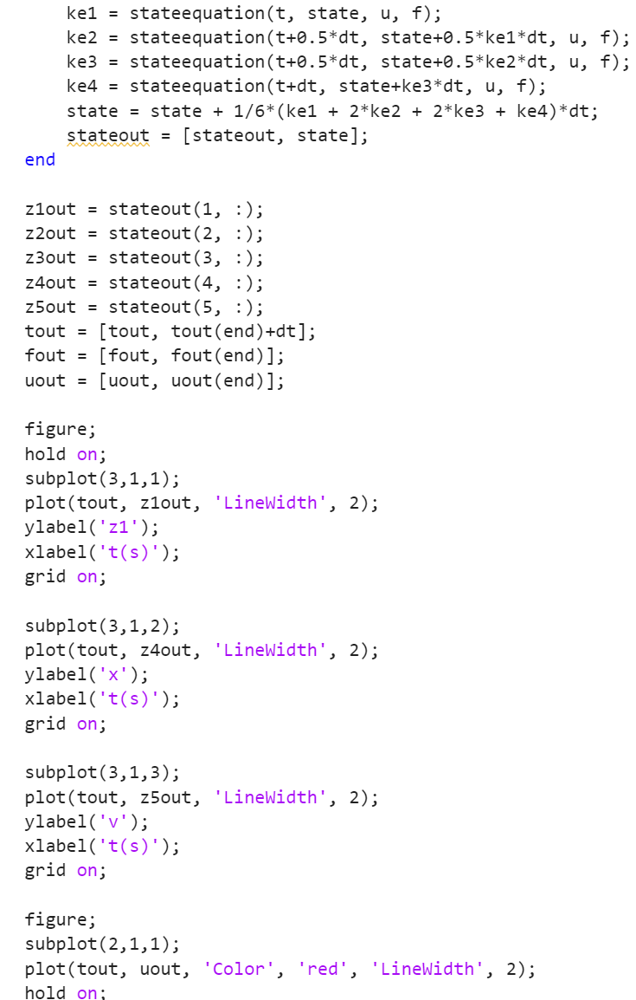 ke1 = stateequation(t, state, u, f);
ke2 = stateequation(t+0.5*dt, state+0.5*ke1*dt, u, f);
ke3 = stateequation(t+0.5*dt, state+0.5*ke2*dt, u, f);
ke4 = stateequation(t+dt, state+ke3*dt, u, f);
state = state + 1/6*(ke1 + 2*ke2 + 2*ke3 + ke4)*dt;
stateout = [stateout, state];
end
z1out = stateout(1, :);
z2out = stateout(2, :);
z3out = stateout(3, :);
z4out = stateout(4, :);
z5out = stateout(5, :);
tout = [tout, tout(end)+dt];
fout = [fout, fout(end)];
uout = [uout, uout(end)];
figure;
hold on;
subplot(3,1,1);
plot(tout, z1out, 'LineWidth', 2);
ylabel('z1');
xlabel('t(s)');
grid on;
subplot(3,1,2);
plot(tout, z4out, 'LineWidth', 2);
ylabel('x');
xlabel('t(s)');
grid on;
subplot(3,1,3);
plot(tout, z5out, 'LineWidth', 2);
ylabel('v');
xlabel('t(s)');
grid on;
figure;
subplot(2,1,1);
plot(tout, uout, 'Color', 'red', 'LineWidth', 2);
hold on;